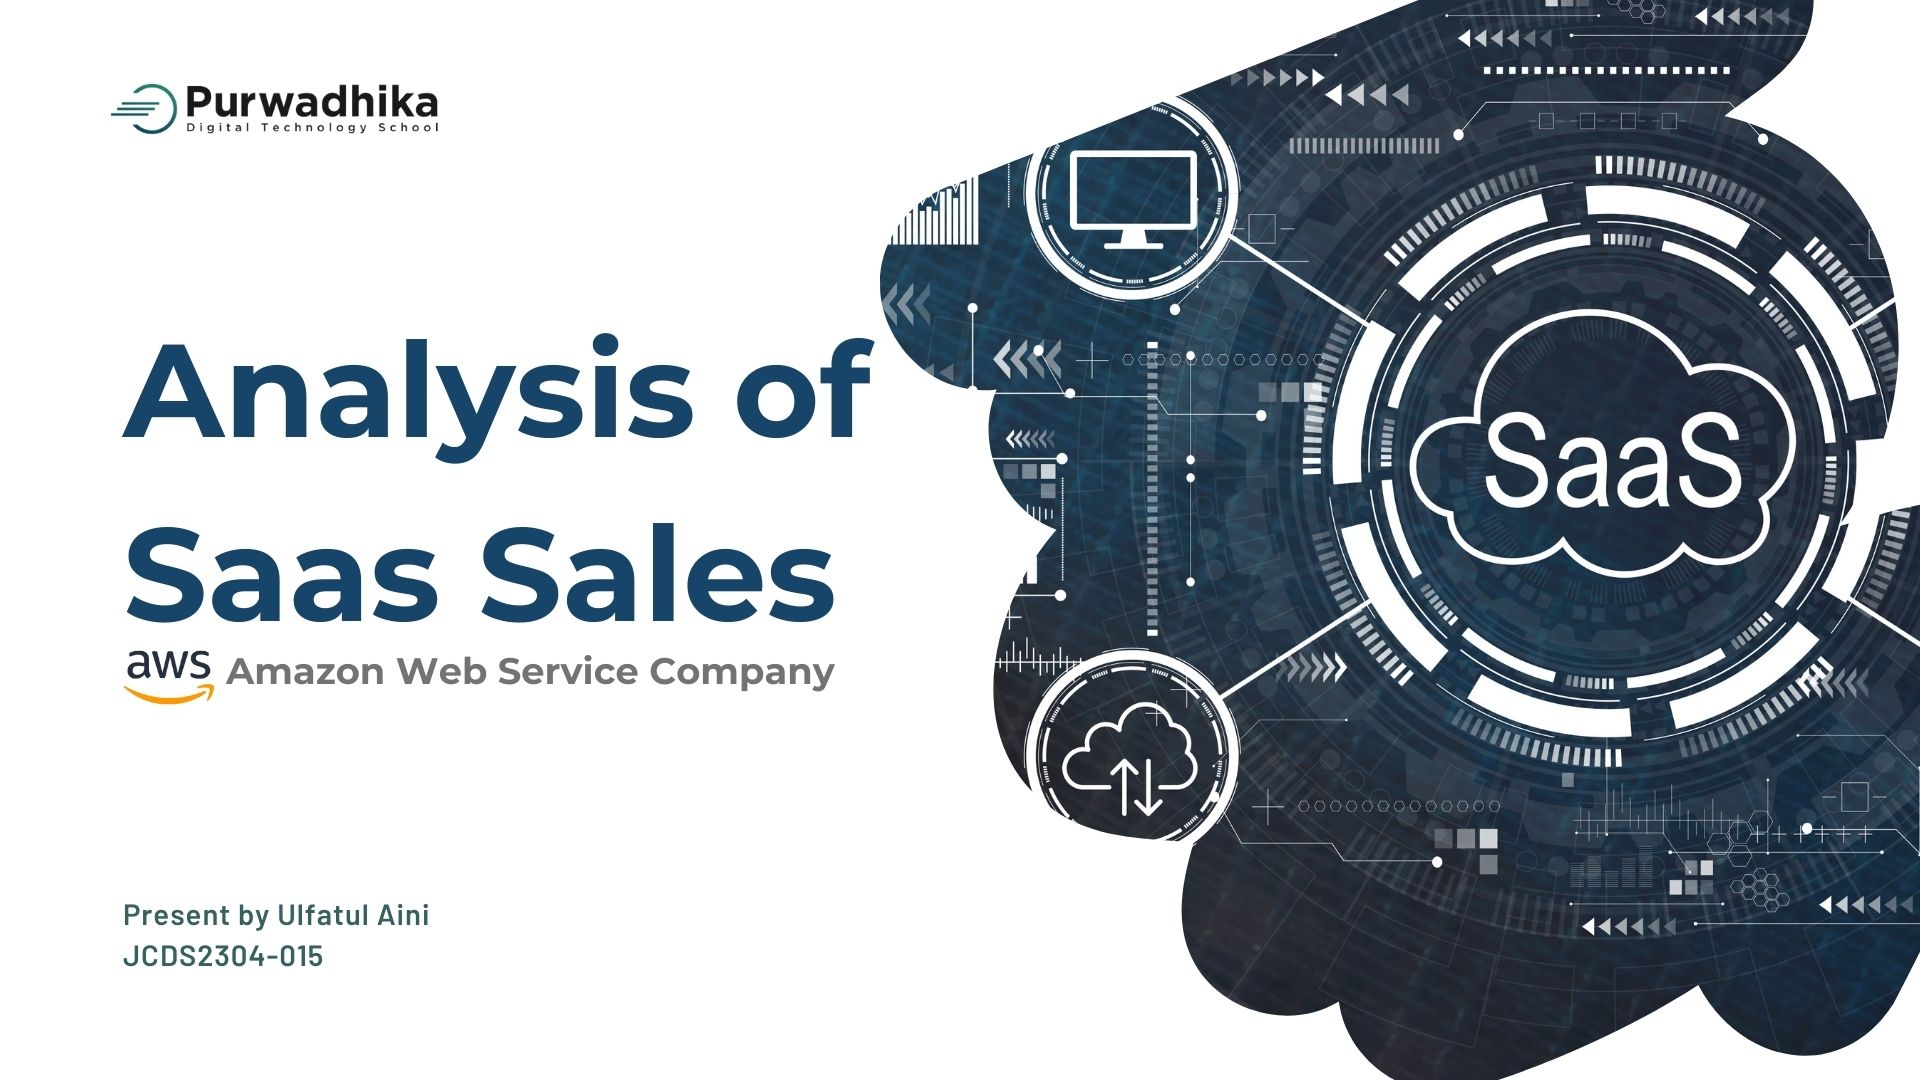 Purwadhika
Digital Technology School
Analysis of
Saas Sales
aws Amazon Web Service Company
Present by Ulfatul Aini
JCDS2304-015
SaaS